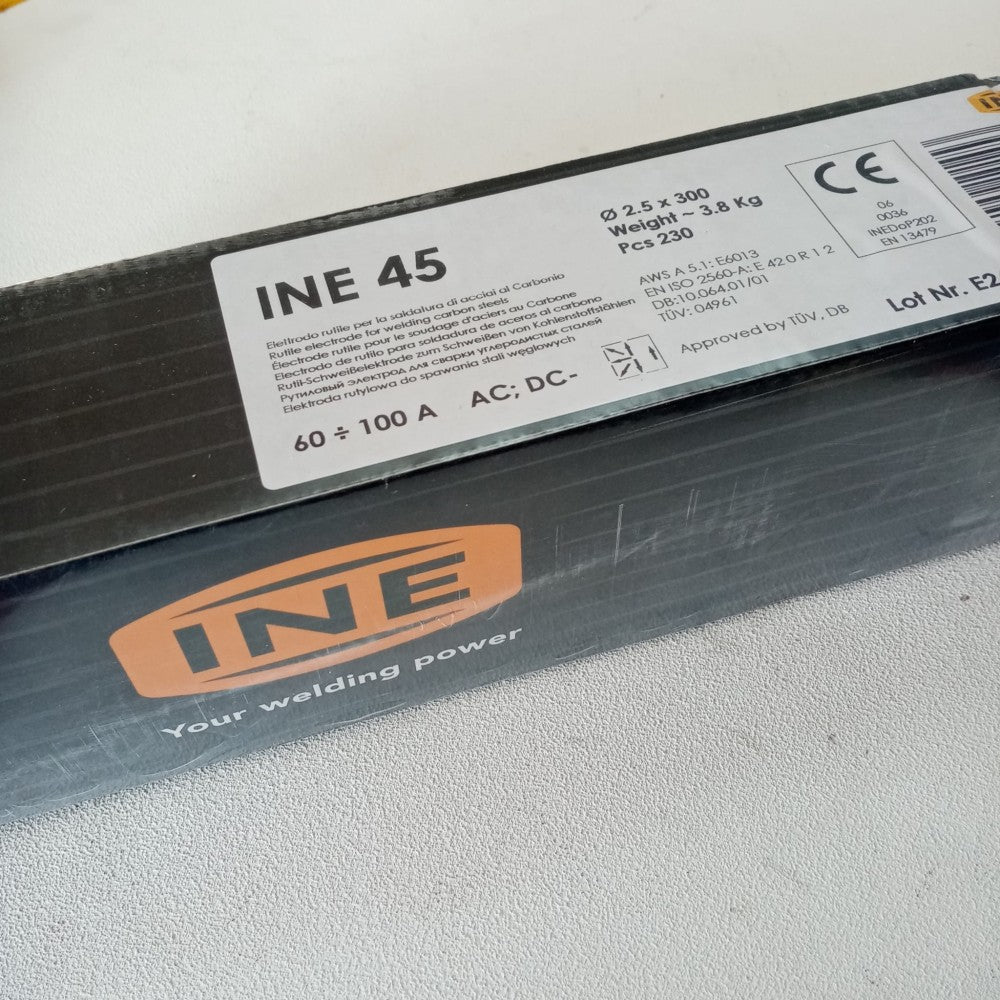 INE 45
Elettrodo rutile per la saldatura di acciai al Carbonio
Rutile electrode for welding carbon steels
Électrode rutile pour le soudage d'aciers au Carbone
Electrodo de rutilo para soldadura de aceros al carbono
Rutil-Schweißelektrode zum Schweißen von Kohlenstoffstählen
Рутиловый электрод для сварки углеродистых сталей
Elektroda rutylowa do spawania stali węglowych
60 ÷ 100 A AC; DC-
Ø 2.5 x 300
Weight ~ 3.8 Kg
Pcs 230
AWS A 5.1: E6013
EN ISO 2560-A: E 42 0 R 1 2
DB:10.064.01/01
TÜV: 04961
Approved by TÜV, DB
CE
06
0036
INEDoP202
EN 13479
Lot Nr. E2
INE
Your welding power